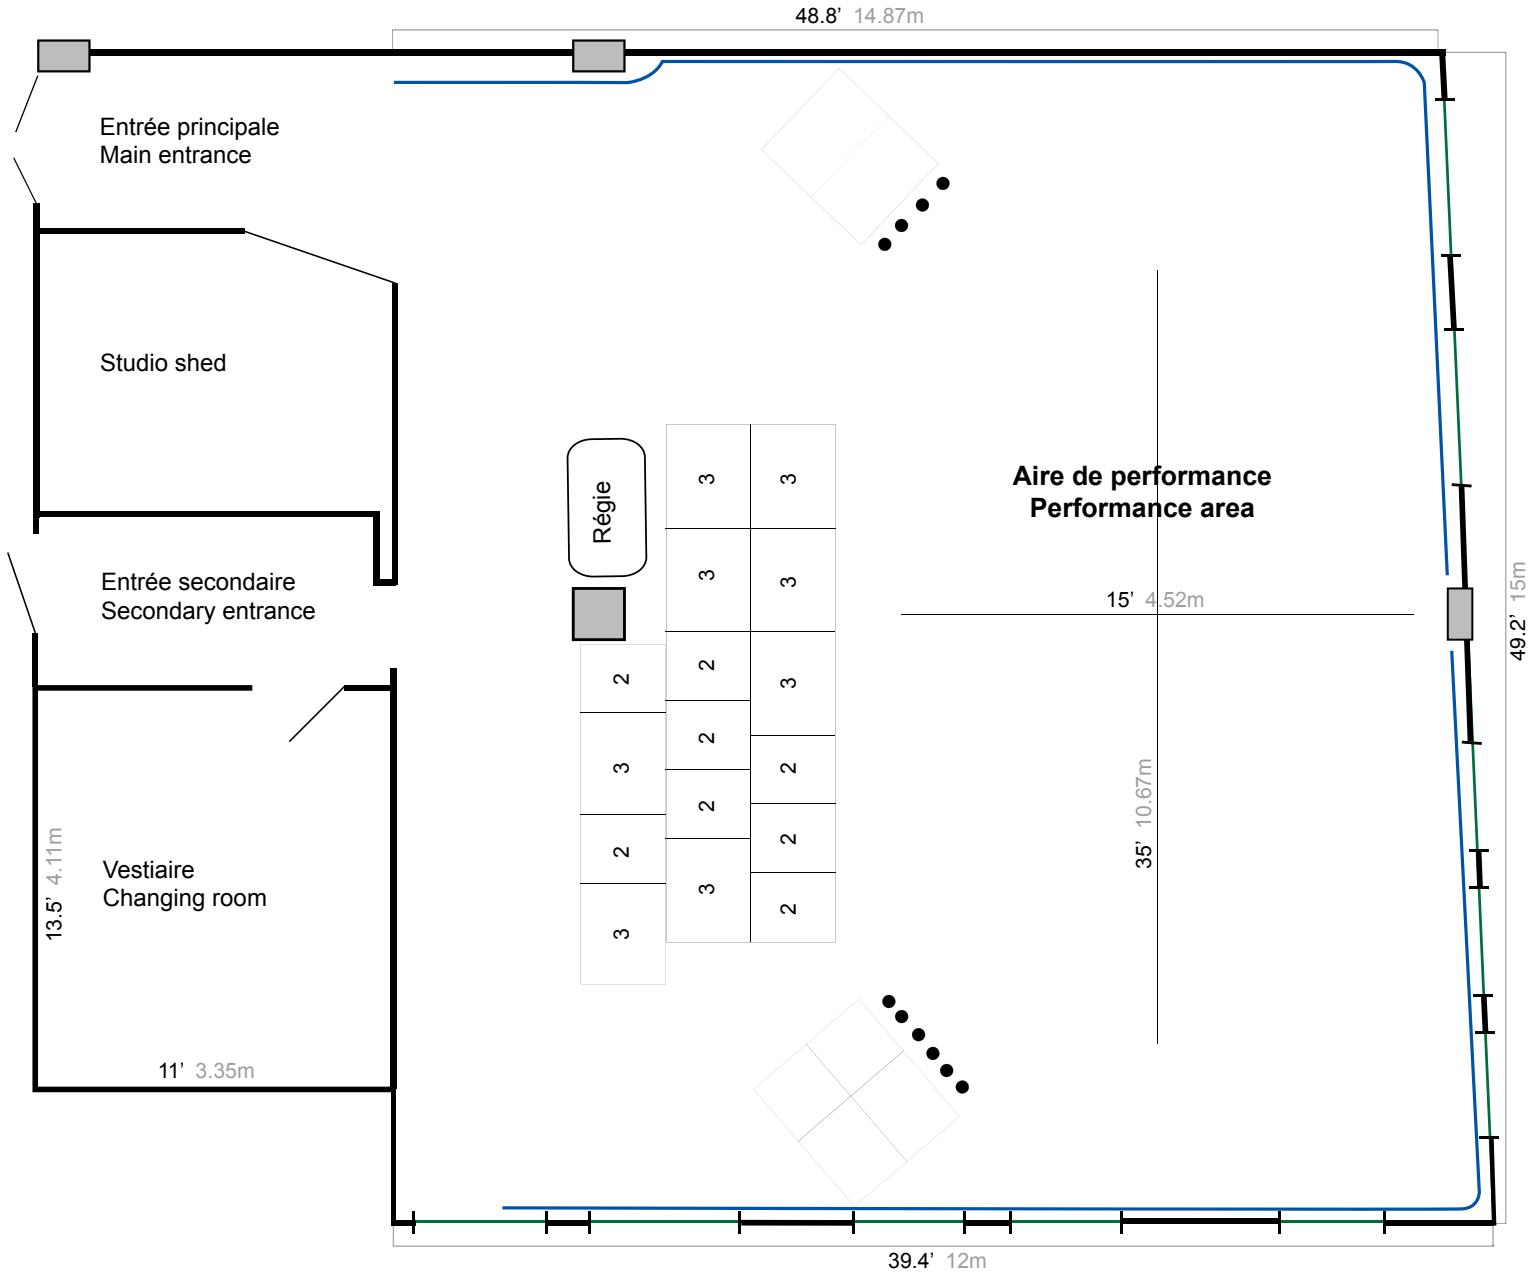 48.8’ 14.87m
Entrée principale
Main entrance
Studio shed
Régie
3
3
3
3
Aire de performance
Performance area
49.2’ 15m
Entrée secondaire
Secondary entrance
15’ 4.52m
2
2
3
3
2
2
2
2
2
3
3
2
35’ 10.67m
13.5’ 4.11m
Vestiaire
Changing room
11’ 3.35m
39.4’ 12m